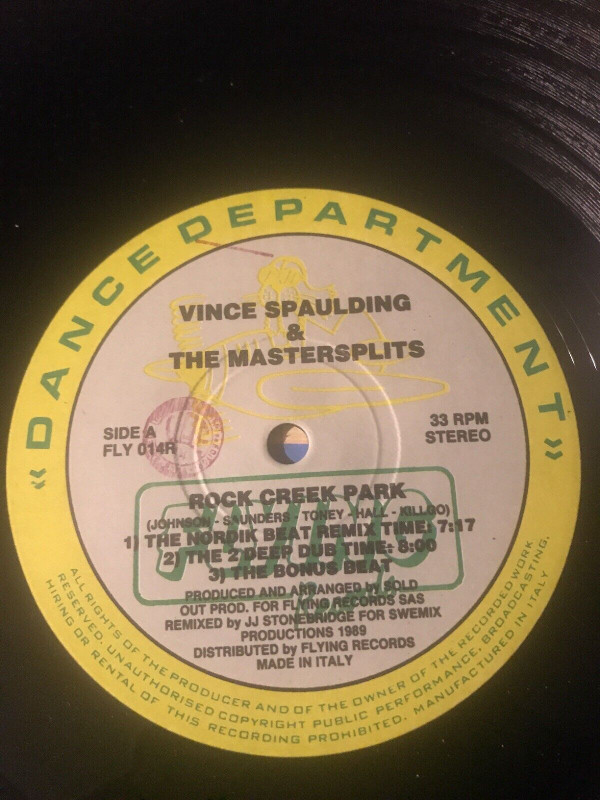 « DANCE DEPARTMENT »
VINCE SPAULDING
&
THE MASTERSPLITS
SIDE A
FLY 014R
33 RPM
STEREO
ROCK CREEK PARK
(JOHNSON - SAUNDERS - TONEY - HALL - KILLGO)
1) THE NORDIK BEAT REMIX TIME: 7:17
2) THE 2 DEEP DUB TIME: 8:00
3) THE BONUS BEAT
FLYING
PRODUCED AND ARRANGED by SOLD
OUT PROD. FOR FLYING RECORDS SAS
REMIXED by JJ STONEBRIDGE FOR SWEMIX
PRODUCTIONS 1989
DISTRIBUTED by FLYING RECORDS
MADE IN ITALY
ALL RIGHTS OF THE PRODUCER AND OF THE OWNER OF THE RECORDED WORK
RESERVED. UNAUTHORISED COPYRIGHT PUBLIC PERFORMANCE, BROADCASTING,
HIRING OR RENTAL OF THIS RECORDING PROHIBITED. MANUFACTURED IN ITALY